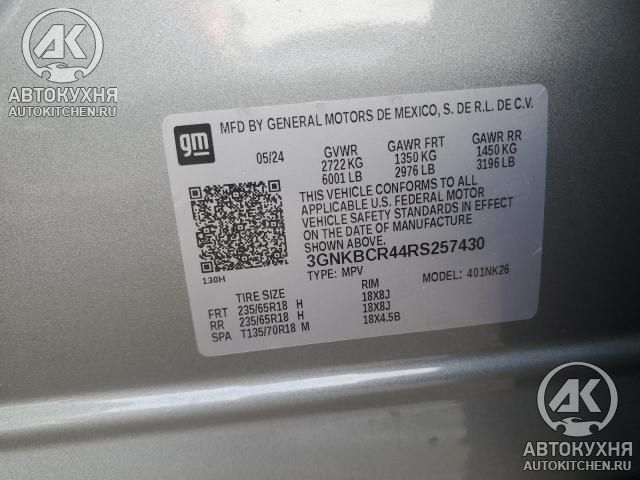 АВТОКУХНЯ
AUTOKITCHEN.RU
gm
MFD BY GENERAL MOTORS DE MEXICO, S. DE R.L. DE C.V.
05/24 GVWR GAWR FRT GAWR RR
2722 KG 1350 KG 1450 KG
6001 LB 2976 LB 3196 LB
THIS VEHICLE CONFORMS TO ALL
APPLICABLE U.S. FEDERAL MOTOR
VEHICLE SAFETY STANDARDS IN EFFECT
ON THE DATE OF MANUFACTURE
SHOWN ABOVE.
130H
3GNKBCR44RS257430
TYPE: MPV MODEL: 401NK26
TIRE SIZE RIM
FRT 235/65R18 H 18X8J
RR 235/65R18 H 18X8J
SPA T135/70R18 M 18X4.5B
АК
АВТОКУХНЯ
AUTOKITCHEN.RU